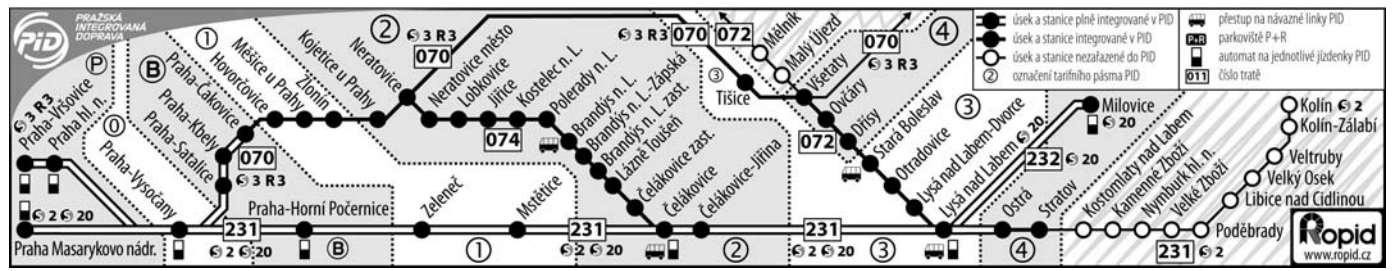 PRAŽSKÁ
INTEGROVANÁ
DOPRAVA
PID
P
0
1
B
S 3 R3
Praha-Vršovice
Praha hl. n.
S 2 S 20
Praha Masarykovo nádr.
Praha-Vysočany
Praha-Satalice
Praha-Kbely
Praha-Čakovice
070
S 3 R3
Hovorčovice
Měšice u Prahy
Zlonín
Kojetice u Prahy
Neratovice
2
S 3 R3
070
Neratovice město
Lobkovice
Jiřice
Kostelec n. L.
Polerady n. L.
074
Brandýs n. L.
Brandýs n. L.-Zápská
Brandýs n. L. zast.
Lázně Toušeň
Čelákovice zast.
Čelákovice
Čelákovice-Jiřina
231
S 2 S 20
Praha-Horní Počernice
B
Zeleneč
1
Mstětice
231
S 2 S 20
2
231
S 2 S 20
3
S 3 R3
070
072
3
Tišice
Mělník
Malý Újezd
Všetaty
070
S 3 R3
4
Ovčáry
072
Dřísy
Stará Boleslav
Otradovice
Lysá nad Labem-Dvorce
Lysá nad Labem S 20
3
232 S 20
Milovice
S 20
Ostrá
Stratov
4
Kostomlaty nad Labem
Kamenné Zboží
Nymburk hl. n.
Velké Zboží
231 S 2
Poděbrady
Libice nad Cidlinou
Velký Osek
Veltruby
Kolín-Zálabí
Kolín S 2
úsek a stanice plně integrované v PID
úsek a stanice integrované v PID
úsek a stanice nezařazené do PID
2 označení tarifního pásma PID
přestup na návazné linky PID
P+R parkoviště P+R
automat na jednotlivé jízdenky PID
011 číslo tratě
Ropid
www.ropid.cz